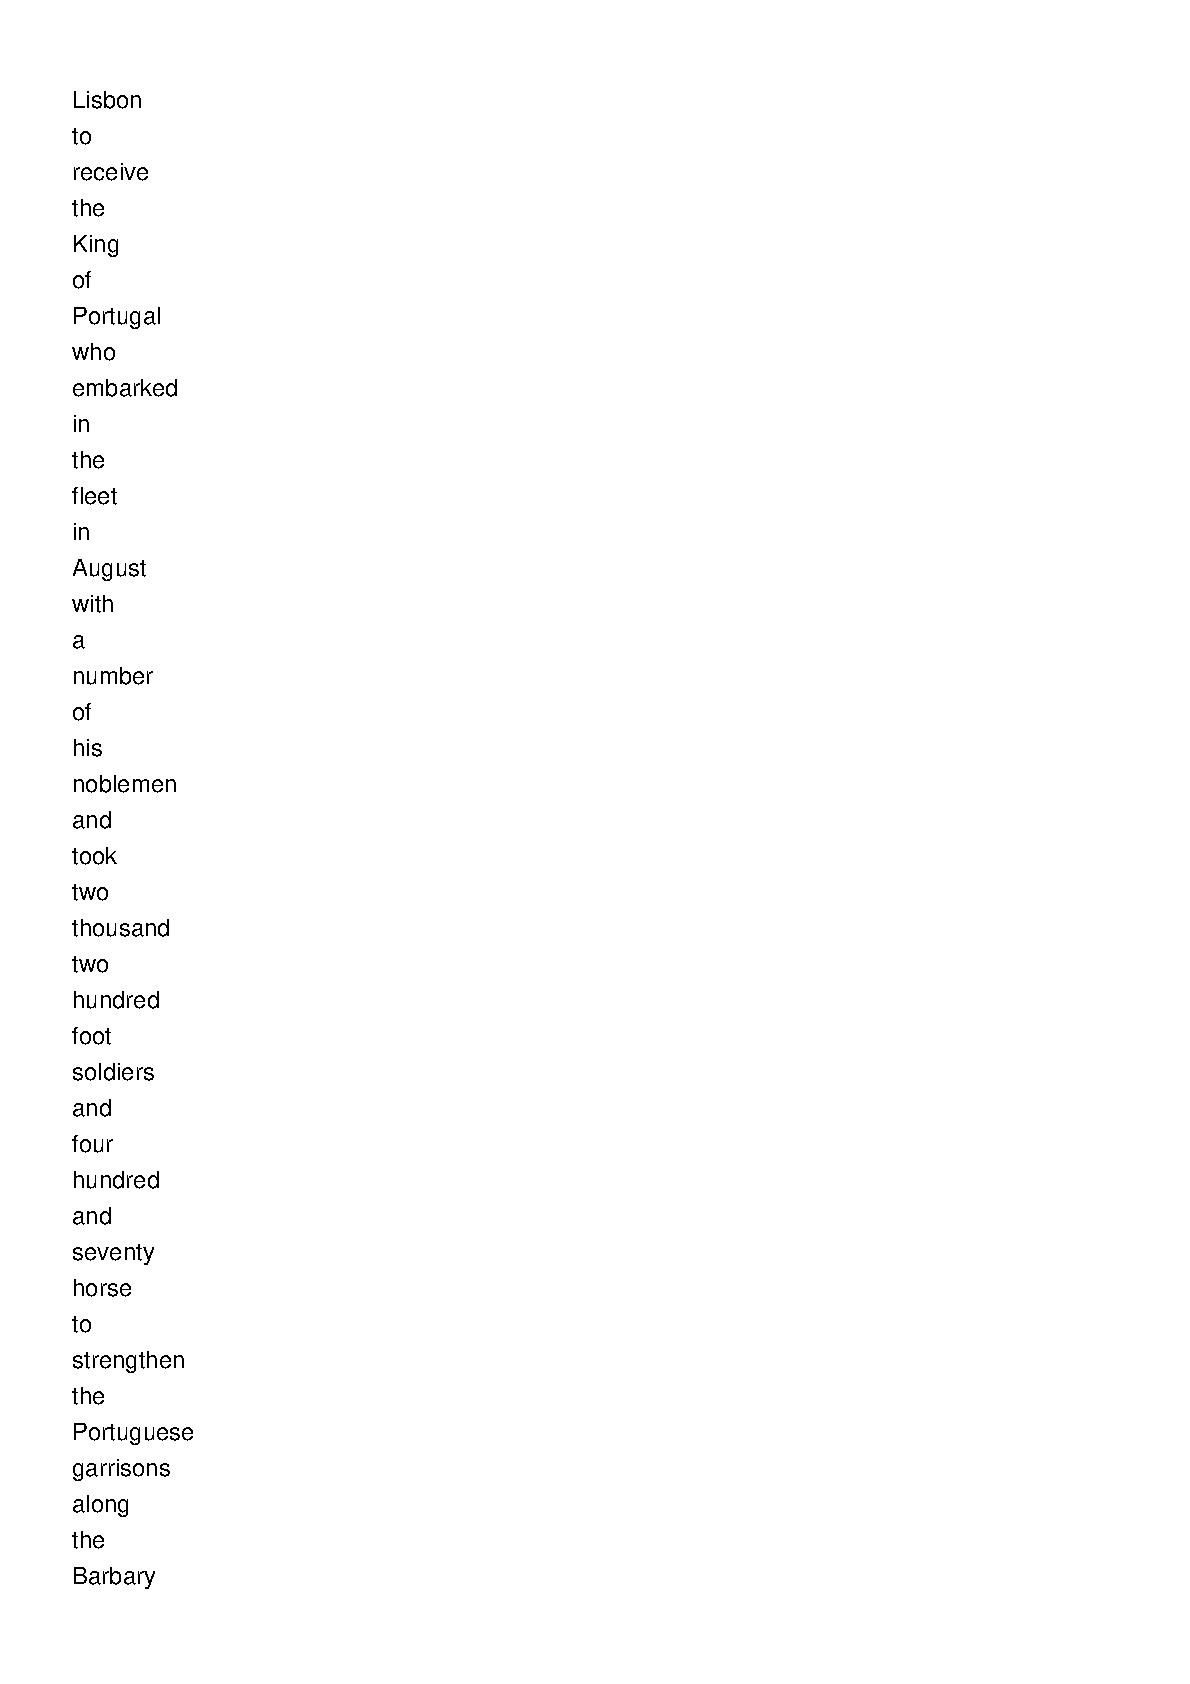 Lisbon
to
receive
the
King
of
Portugal
who
embarked
in
the
fleet
in
August
with
a
number
of
his
noblemen
and
took
two
thousand
two
hundred
foot
soldiers
and
four
hundred
and
seventy
horse
to
strengthen
the
Portuguese
garrisons
along
the
Barbary